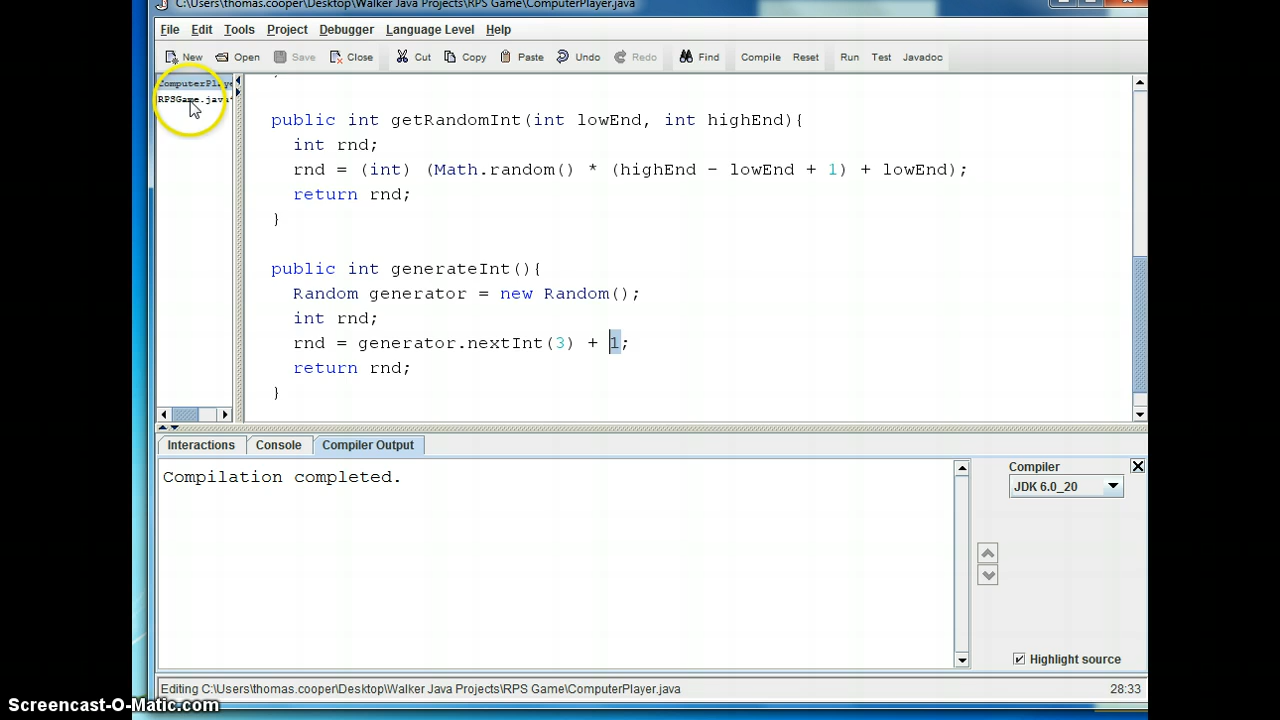 C:\Users\thomas.cooper\Desktop\Walker Java Projects\RPS Game\ComputerPlayer.java
File Edit Tools Project Debugger Language Level Help
New Open Save Close Cut Copy Paste Undo Redo Find Compile Reset Run Test Javadoc
ComputerPlaye
RPSGame.java
public int getRandomInt(int lowEnd, int highEnd){
int rnd;
rnd = (int) (Math.random() * (highEnd - lowEnd + 1) + lowEnd);
return rnd;
}
public int generateInt(){
Random generator = new Random();
int rnd;
rnd = generator.nextInt(3) + 1;
return rnd;
}
Interactions Console Compiler Output
Compilation completed.
Compiler
JDK 6.0_20
Highlight source
Editing C:\Users\thomas.cooper\Desktop\Walker Java Projects\RPS Game\ComputerPlayer.java 28:33
Screencast-O-Matic.com